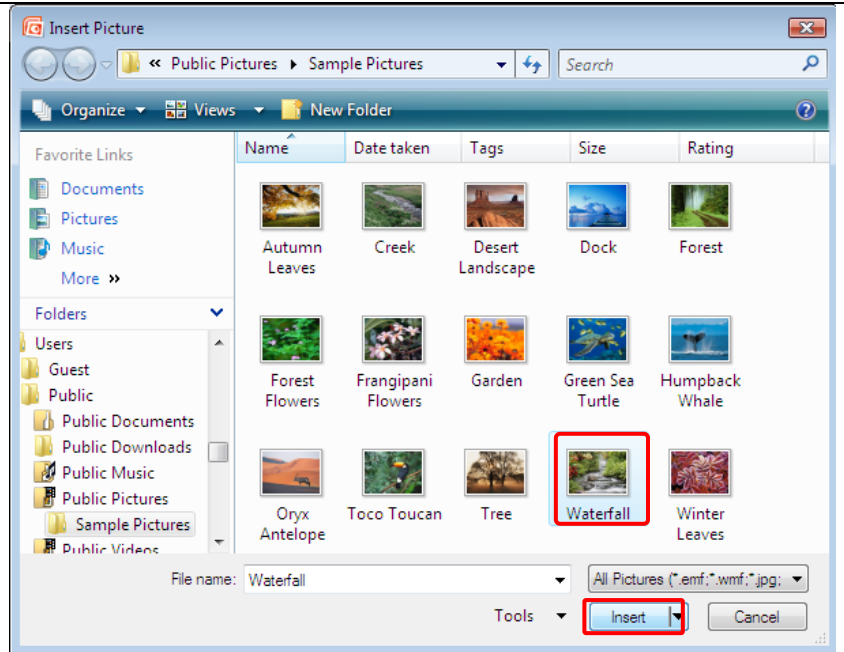 Insert Picture
« Public Pictures ▸ Sample Pictures
Search
Organize
Views
New Folder
Favorite Links
Documents
Pictures
Music
More »
Folders
Users
Guest
Public
Public Documents
Public Downloads
Public Music
Public Pictures
Sample Pictures
Public Videos
Name Date taken Tags Size Rating
Autumn Leaves
Creek
Desert Landscape
Dock
Forest
Forest Flowers
Frangipani Flowers
Garden
Green Sea Turtle
Humpback Whale
Oryx Antelope
Toco Toucan
Tree
Waterfall
Winter Leaves
File name: Waterfall
All Pictures (*.emf;*.wmf;*.jpg;
Tools
Insert
Cancel